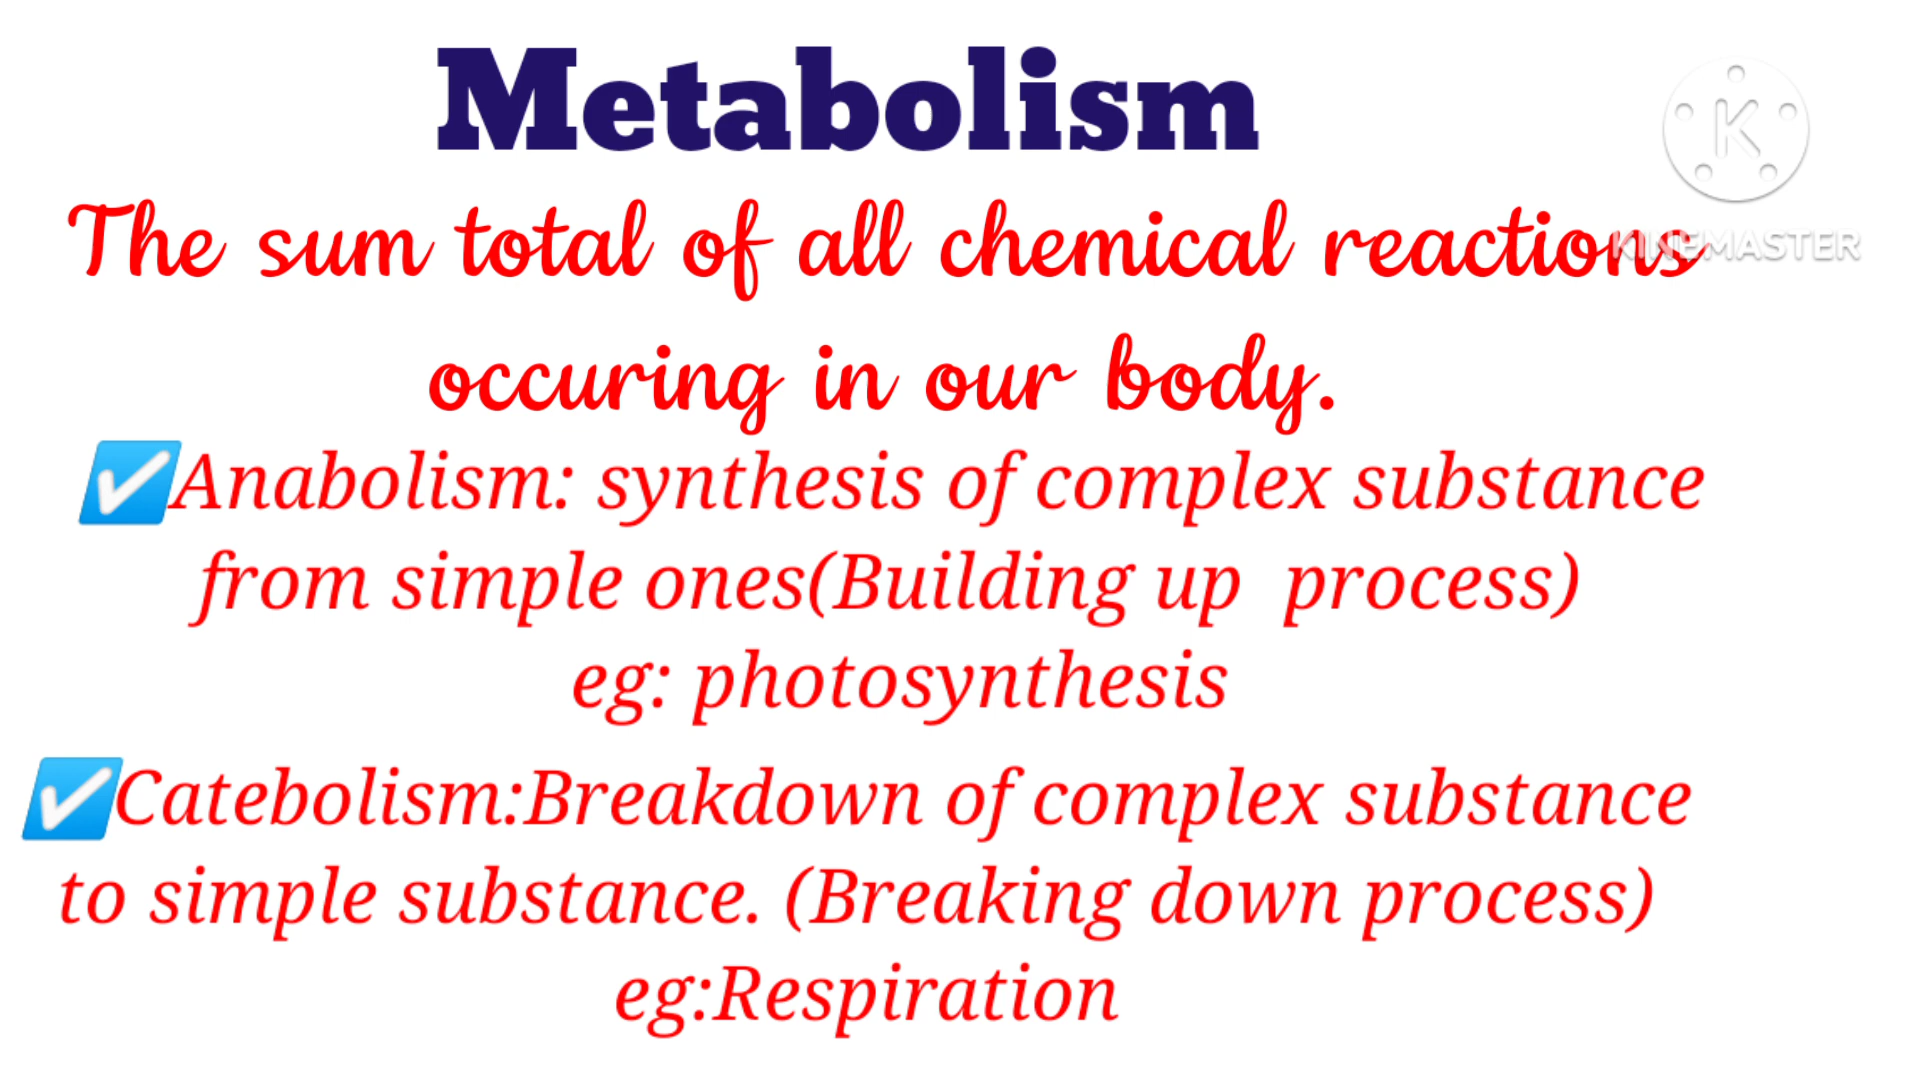 Metabolism
K
KINEMASTER
The sum total of all chemical reactions
occuring in our body.
☑Anabolism: synthesis of complex substance
from simple ones(Building up process)
eg: photosynthesis
☑Catebolism:Breakdown of complex substance
to simple substance. (Breaking down process)
eg:Respiration